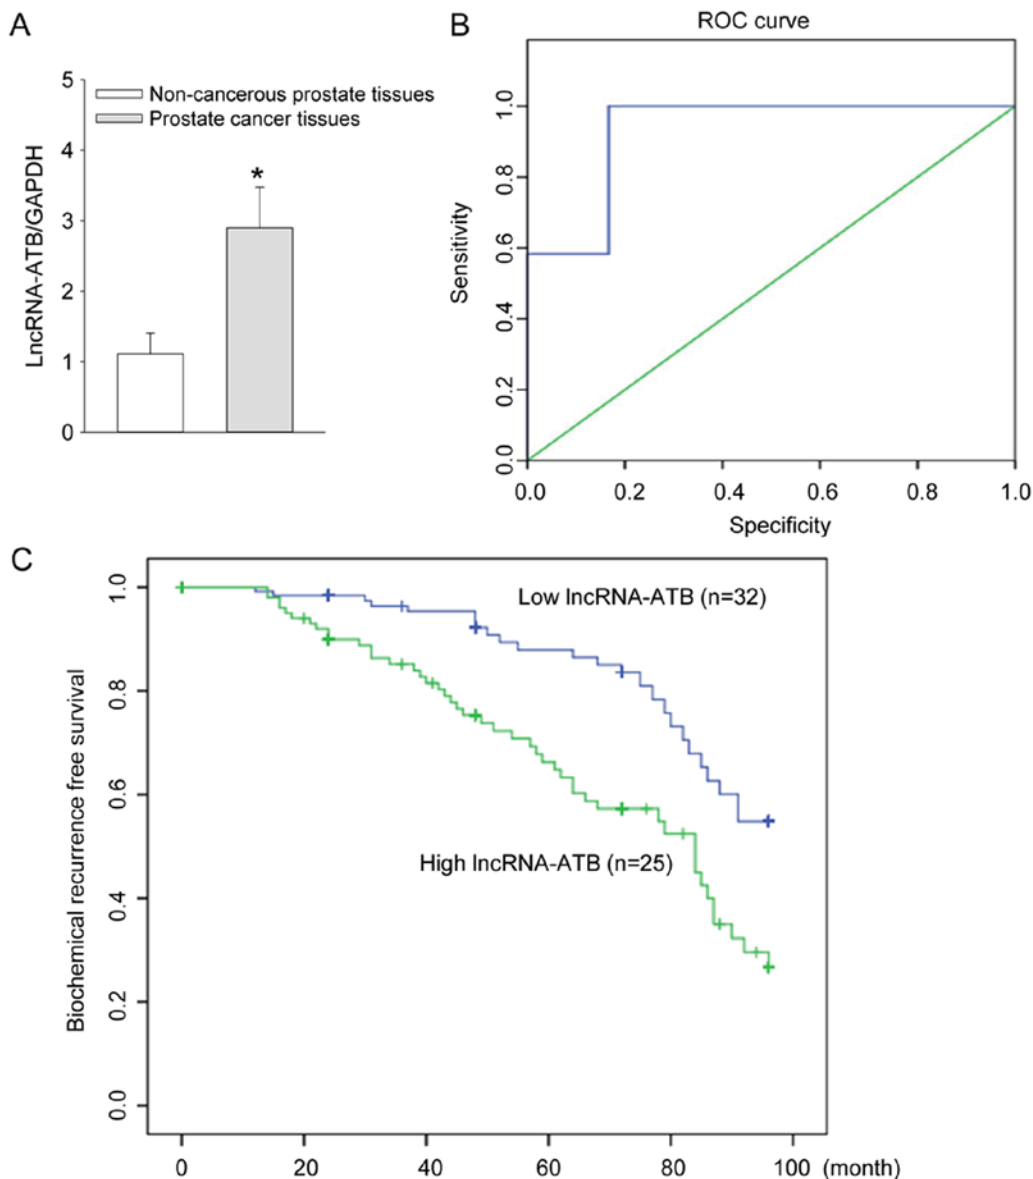 A
LncRNA-ATB/GAPDH
5
4
3
2
1
0
Non-cancerous prostate tissues
Prostate cancer tissues
*
B
ROC curve
Sensitivity
1.0
0.8
0.6
0.4
0.2
0.0
0.0 0.2 0.4 0.6 0.8 1.0
Specificity
C
Biochemical recurrence free survival
1.0
0.8
0.6
0.4
0.2
0.0
Low lncRNA-ATB (n=32)
High lncRNA-ATB (n=25)
0 20 40 60 80 100 (month)